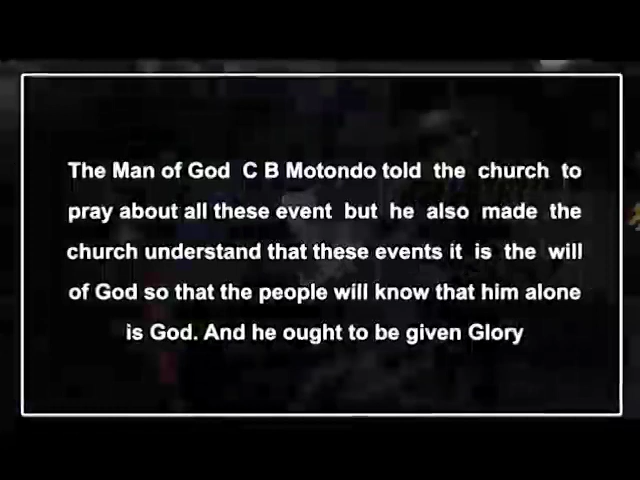 The Man of God C B Motondo told the church to
pray about all these event but he also made the
church understand that these events it is the will
of God so that the people will know that him alone
is God. And he ought to be given Glory